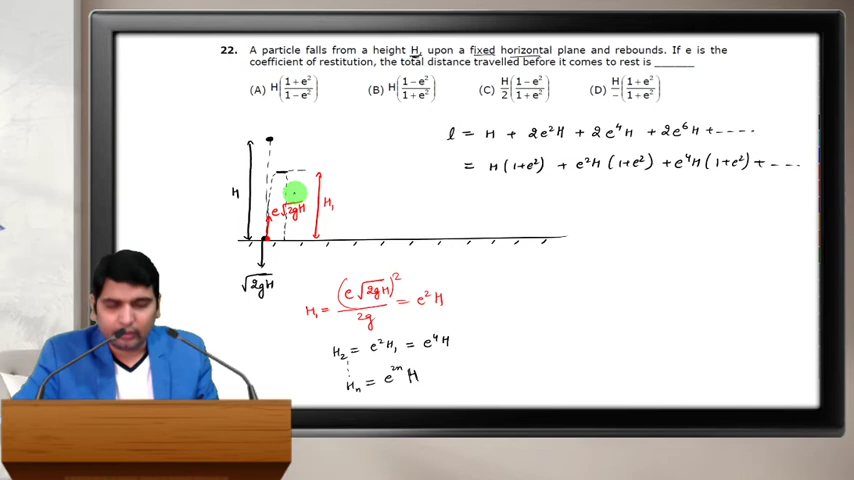 22. A particle falls from a height H, upon a fixed horizontal plane and rebounds. If e is the
coefficient of restitution, the total distance travelled before it comes to rest is ________
(A) H(1+e²/1−e²) (B) H(1−e²/1+e²) (C) H/2(1−e²/1+e²) (D) H/−(1+e²/1+e²)
l = H + 2e²H + 2e⁴H + 2e⁶H + ----
= H(1+e²) + e²H(1+e²) + e⁴H(1+e²) + ----
H
e√2gH
H₁
√2gH
H₁ = (e√2gH)²/2g = e²H
H₂ = e²H₁ = e⁴H
Hₙ = e²ⁿ H